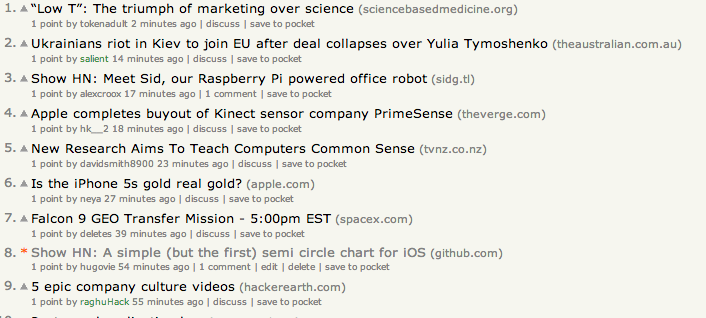 1. “Low T”: The triumph of marketing over science (sciencebasedmedicine.org)
1 point by tokenadult 2 minutes ago | discuss | save to pocket
2. Ukrainians riot in Kiev to join EU after deal collapses over Yulia Tymoshenko (theaustralian.com.au)
1 point by salient 14 minutes ago | discuss | save to pocket
3. Show HN: Meet Sid, our Raspberry Pi powered office robot (sidg.tl)
1 point by alexcroox 17 minutes ago | 1 comment | save to pocket
4. Apple completes buyout of Kinect sensor company PrimeSense (theverge.com)
1 point by hk__2 18 minutes ago | discuss | save to pocket
5. New Research Aims To Teach Computers Common Sense (tvnz.co.nz)
1 point by davidsmith8900 23 minutes ago | discuss | save to pocket
6. Is the iPhone 5s gold real gold? (apple.com)
1 point by neya 27 minutes ago | discuss | save to pocket
7. Falcon 9 GEO Transfer Mission - 5:00pm EST (spacex.com)
1 point by deletes 39 minutes ago | discuss | save to pocket
8. * Show HN: A simple (but the first) semi circle chart for iOS (github.com)
1 point by hugovie 54 minutes ago | 1 comment | edit | delete | save to pocket
9. 5 epic company culture videos (hackerearth.com)
1 point by raghuHack 55 minutes ago | discuss | save to pocket